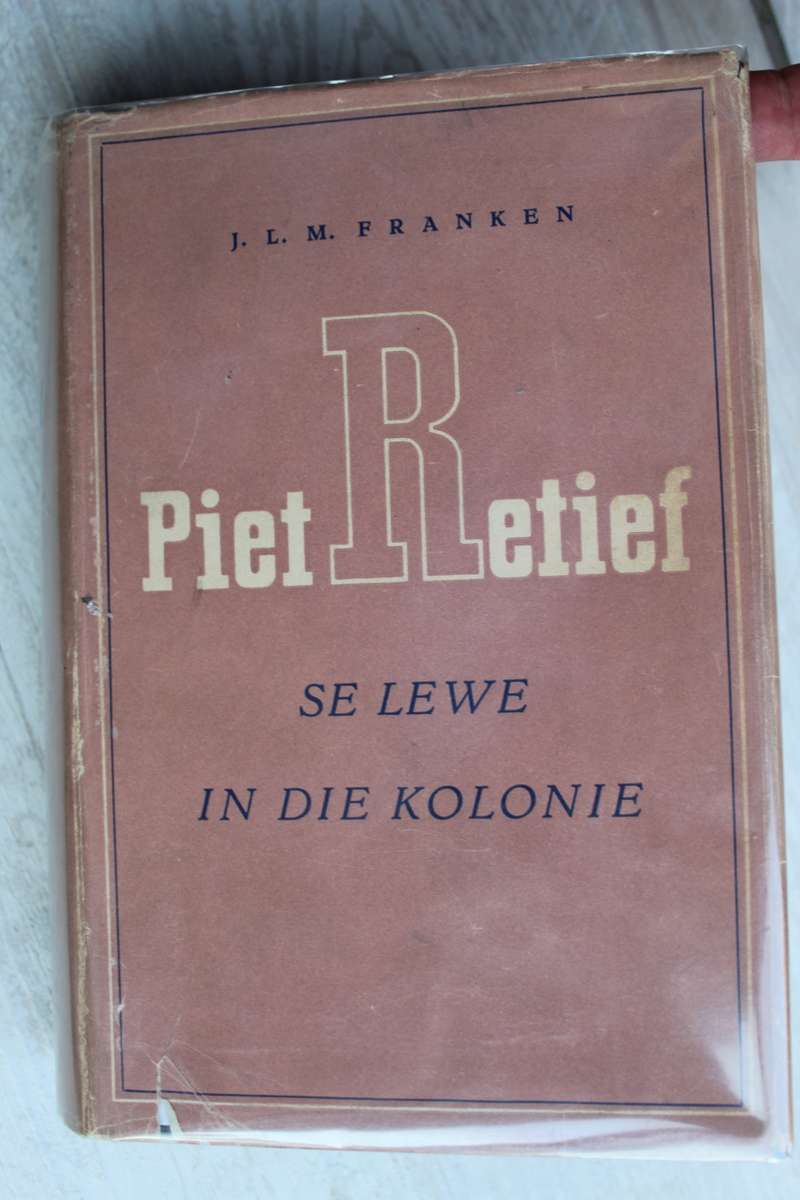 J. L. M. FRANKEN
Piet Retief
SE LEWE
IN DIE KOLONIE